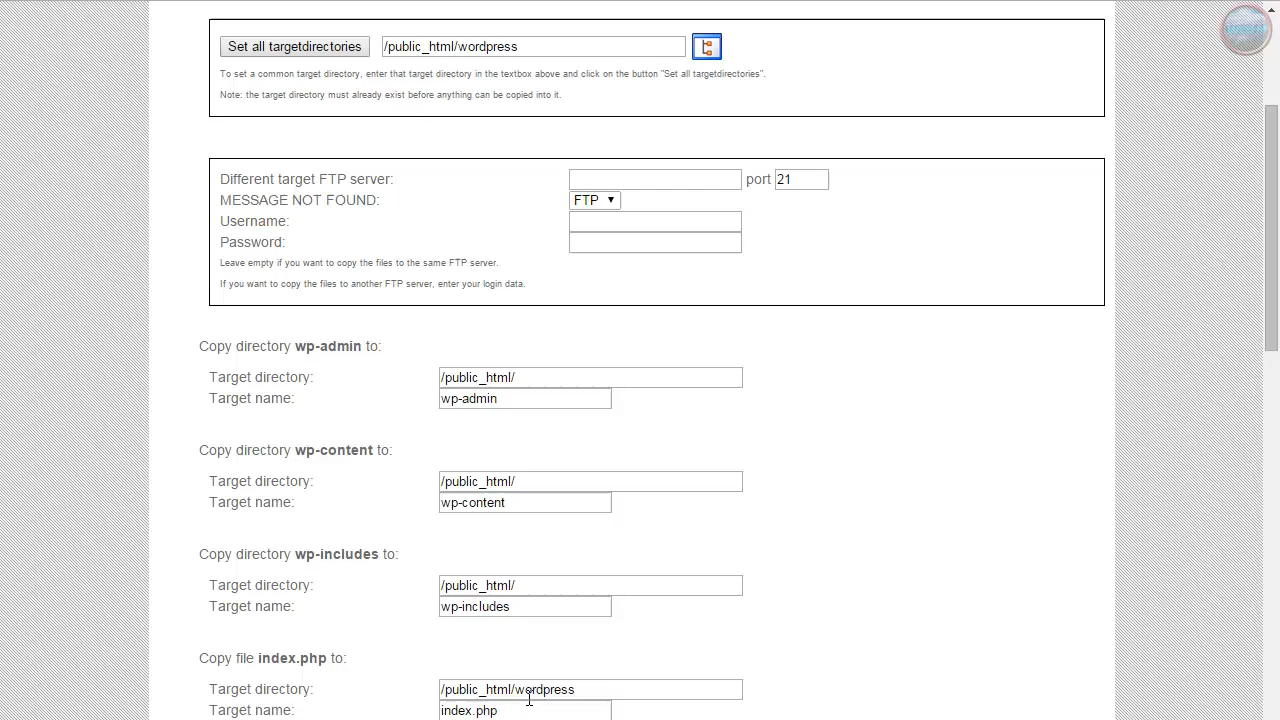 Set all targetdirectories /public_html/wordpress
To set a common target directory, enter that target directory in the textbox above and click on the button "Set all targetdirectories".
Note: the target directory must already exist before anything can be copied into it.
Different target FTP server: port 21
MESSAGE NOT FOUND: FTP
Username:
Password:
Leave empty if you want to copy the files to the same FTP server.
If you want to copy the files to another FTP server, enter your login data.
Copy directory wp-admin to:
Target directory: /public_html/
Target name: wp-admin
Copy directory wp-content to:
Target directory: /public_html/
Target name: wp-content
Copy directory wp-includes to:
Target directory: /public_html/
Target name: wp-includes
Copy file index.php to:
Target directory: /public_html/wordpress
Target name: index.php